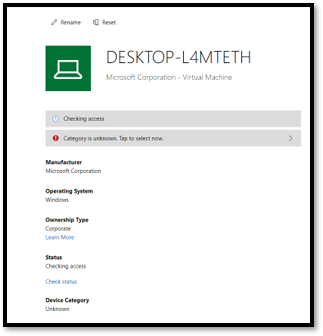 Rename Reset
DESKTOP-L4MTETH
Microsoft Corporation - Virtual Machine
Checking access
Category is unknown. Tap to select now.
Manufacturer
Microsoft Corporation
Operating System
Windows
Ownership Type
Corporate
Learn More
Status
Checking access
Check status
Device Category
Unknown